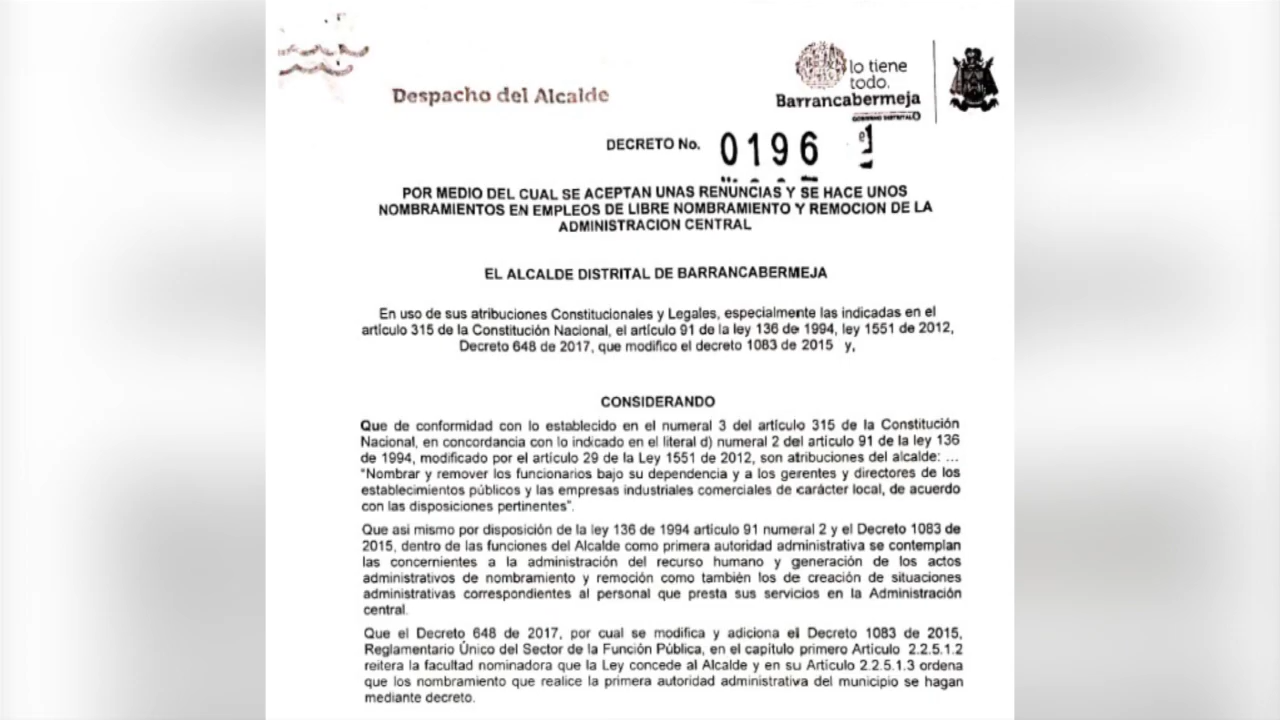 lo tiene
todo.
Despacho del Alcalde
Barrancabermeja
GOBIERNO DISTRITAL
DECRETO No. 0196
POR MEDIO DEL CUAL SE ACEPTAN UNAS RENUNCIAS Y SE HACE UNOS
NOMBRAMIENTOS EN EMPLEOS DE LIBRE NOMBRAMIENTO Y REMOCION DE LA
ADMINISTRACION CENTRAL
EL ALCALDE DISTRITAL DE BARRANCABERMEJA
En uso de sus atribuciones Constitucionales y Legales, especialmente las indicadas en el
artículo 315 de la Constitución Nacional, el artículo 91 de la ley 136 de 1994, ley 1551 de 2012,
Decreto 648 de 2017, que modifico el decreto 1083 de 2015 y,
CONSIDERANDO
Que de conformidad con lo establecido en el numeral 3 del artículo 315 de la Constitución
Nacional, en concordancia con lo indicado en el literal d) numeral 2 del artículo 91 de la ley 136
de 1994, modificado por el artículo 29 de la Ley 1551 de 2012, son atribuciones del alcalde: ...
"Nombrar y remover los funcionarios bajo su dependencia y a los gerentes y directores de los
establecimientos públicos y las empresas industriales comerciales de carácter local, de acuerdo
con las disposiciones pertinentes".
Que asi mismo por disposición de la ley 136 de 1994 articulo 91 numeral 2 y el Decreto 1083 de
2015, dentro de las funciones del Alcalde como primera autoridad administrativa se contemplan
las concernientes a la administración del recurso humano y generación de los actos
administrativos de nombramiento y remoción como también los de creación de situaciones
administrativas correspondientes al personal que presta sus servicios en la Administración
central.
Que el Decreto 648 de 2017, por cual se modifica y adiciona el Decreto 1083 de 2015,
Reglamentario Único del Sector de la Función Pública, en el capítulo primero Artículo 2.2.5.1.2
reitera la facultad nominadora que la Ley concede al Alcalde y en su Artículo 2.2.5.1.3 ordena
que los nombramiento que realice la primera autoridad administrativa del municipio se hagan
mediante decreto.